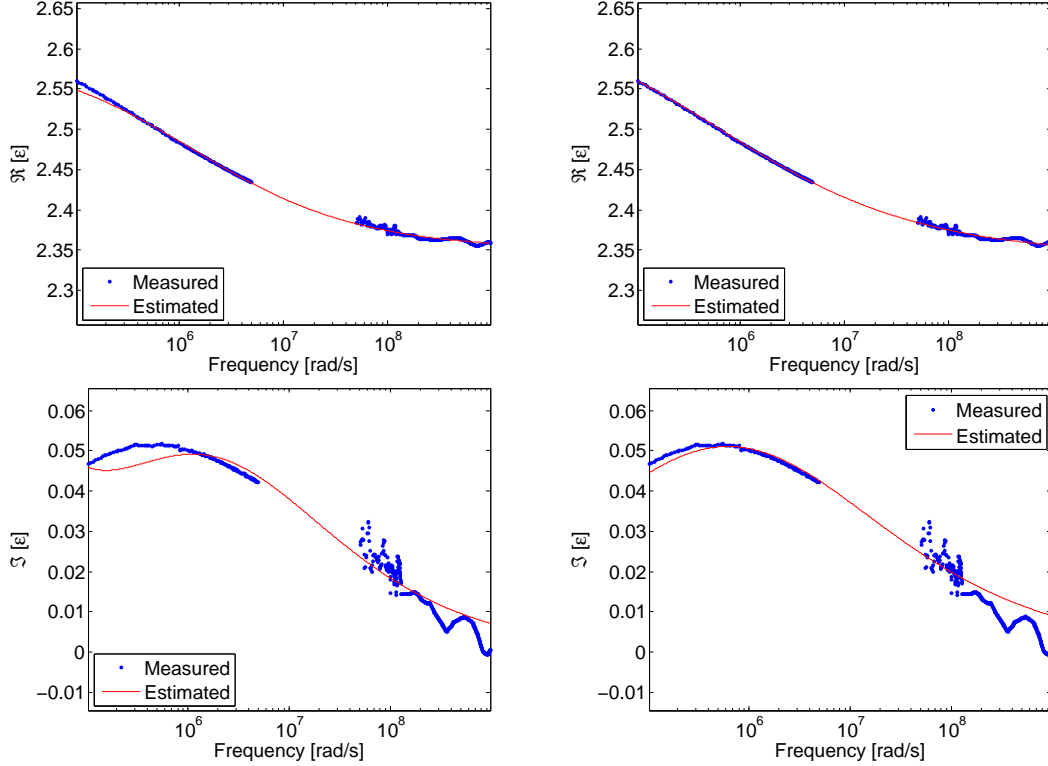 2.65
2.6
2.55
2.5
2.45
2.4
2.35
2.3
ℜ [ε]
Measured
Estimated
10^6
10^7
10^8
Frequency [rad/s]
2.65
2.6
2.55
2.5
2.45
2.4
2.35
2.3
ℜ [ε]
Measured
Estimated
10^6
10^7
10^8
Frequency [rad/s]
0.06
0.05
0.04
0.03
0.02
0.01
0
−0.01
ℑ [ε]
Measured
Estimated
10^6
10^7
10^8
Frequency [rad/s]
0.06
0.05
0.04
0.03
0.02
0.01
0
−0.01
ℑ [ε]
Measured
Estimated
10^6
10^7
10^8
Frequency [rad/s]